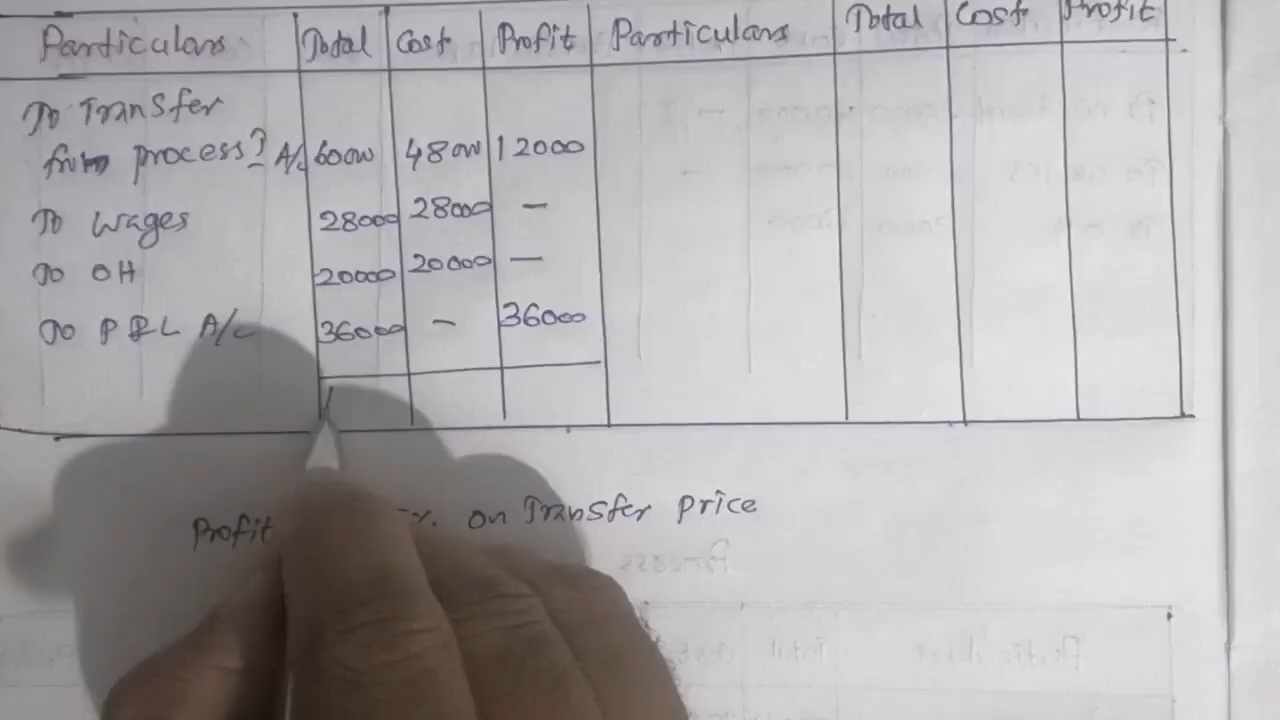 Particulars Total Cost Profit Particulars Total Cost Profit
To Transfer
from process? A/c 60000 48000 12000
To wages 28000 28000 -
To OH 20000 20000 -
To P&L A/c 36000 - 36000
Profit %. on Transfer price